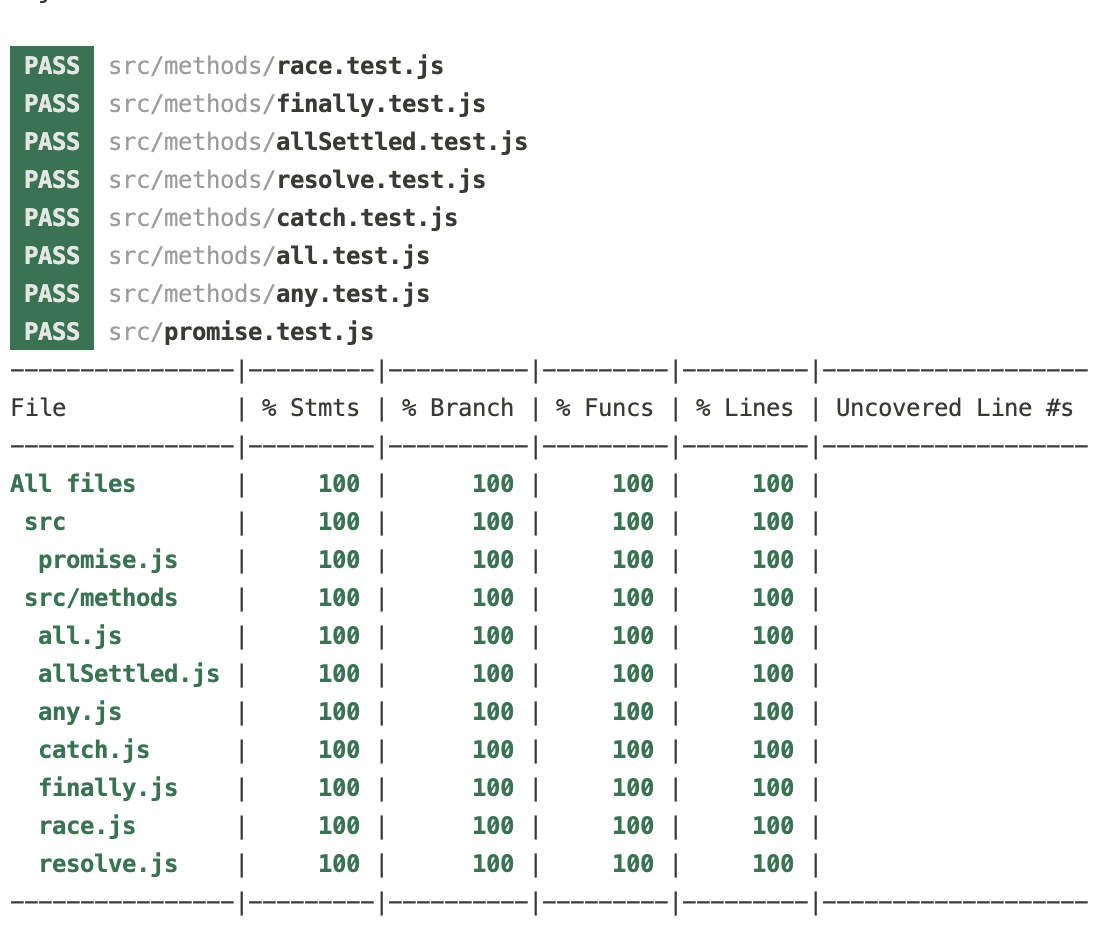 PASS src/methods/race.test.js
PASS src/methods/finally.test.js
PASS src/methods/allSettled.test.js
PASS src/methods/resolve.test.js
PASS src/methods/catch.test.js
PASS src/methods/all.test.js
PASS src/methods/any.test.js
PASS src/promise.test.js
----------------|---------|----------|---------|---------|-------------------
File            | % Stmts | % Branch | % Funcs | % Lines | Uncovered Line #s
----------------|---------|----------|---------|---------|-------------------
All files       |     100 |      100 |     100 |     100 |
 src            |     100 |      100 |     100 |     100 |
  promise.js    |     100 |      100 |     100 |     100 |
 src/methods    |     100 |      100 |     100 |     100 |
  all.js        |     100 |      100 |     100 |     100 |
  allSettled.js |     100 |      100 |     100 |     100 |
  any.js        |     100 |      100 |     100 |     100 |
  catch.js      |     100 |      100 |     100 |     100 |
  finally.js    |     100 |      100 |     100 |     100 |
  race.js       |     100 |      100 |     100 |     100 |
  resolve.js    |     100 |      100 |     100 |     100 |
----------------|---------|----------|---------|---------|-------------------